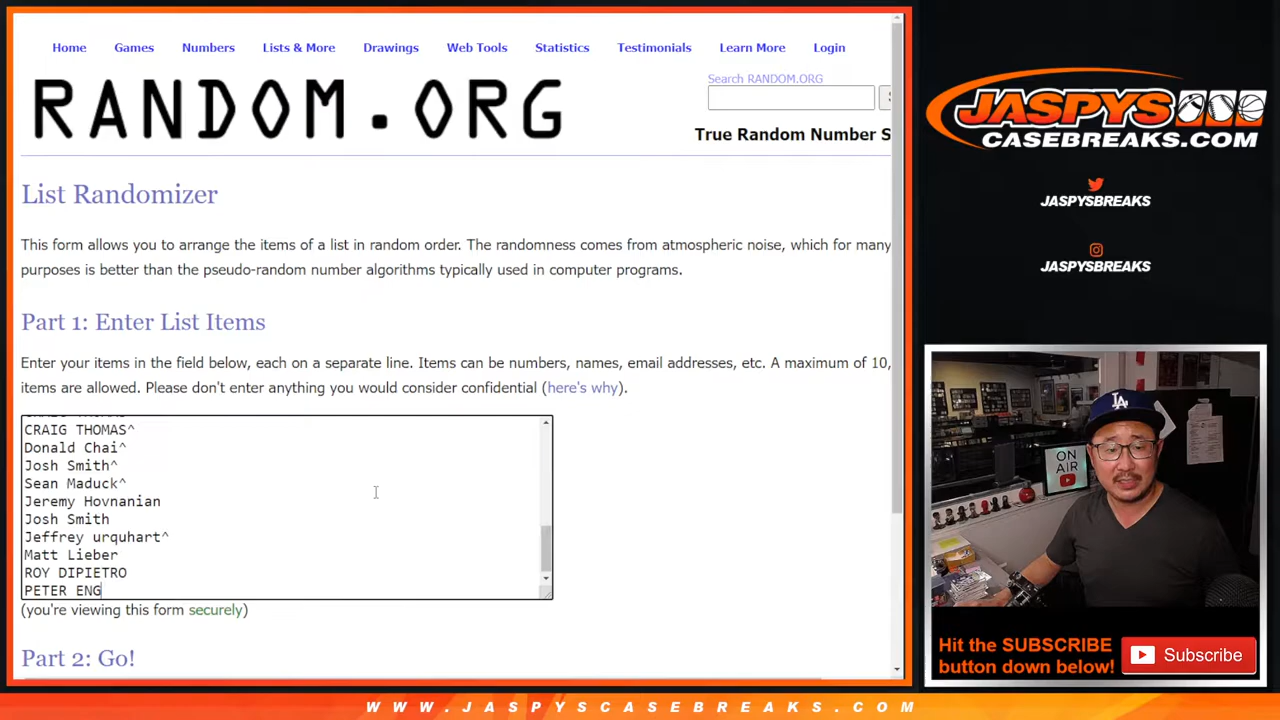 Home Games Numbers Lists & More Drawings Web Tools Statistics Testimonials Learn More Login
RANDOM.ORG
Search RANDOM.ORG
True Random Number S
List Randomizer
This form allows you to arrange the items of a list in random order. The randomness comes from atmospheric noise, which for many
purposes is better than the pseudo-random number algorithms typically used in computer programs.
Part 1: Enter List Items
Enter your items in the field below, each on a separate line. Items can be numbers, names, email addresses, etc. A maximum of 10,
items are allowed. Please don't enter anything you would consider confidential (here's why).
CRAIG THOMAS^
Donald Chai^
Josh Smith^
Sean Maduck^
Jeremy Hovnanian
Josh Smith
Jeffrey urquhart^
Matt Lieber
ROY DIPIETRO
PETER ENG
(you're viewing this form securely)
Part 2: Go!
JASPYS
CASEBREAKS.COM
JASPYSBREAKS
JASPYSBREAKS
ON
AIR
LA
Hit the SUBSCRIBE
button down below!
Subscribe
WWW.JASPYSCASEBREAKS.COM